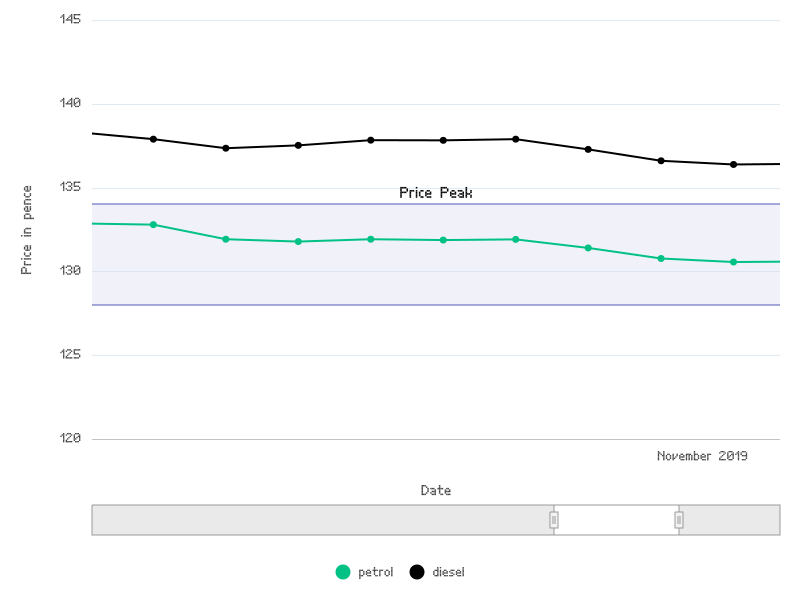 145
140
135
Price Peak
130
125
120
Price in pence
November 2019
Date
petrol
diesel